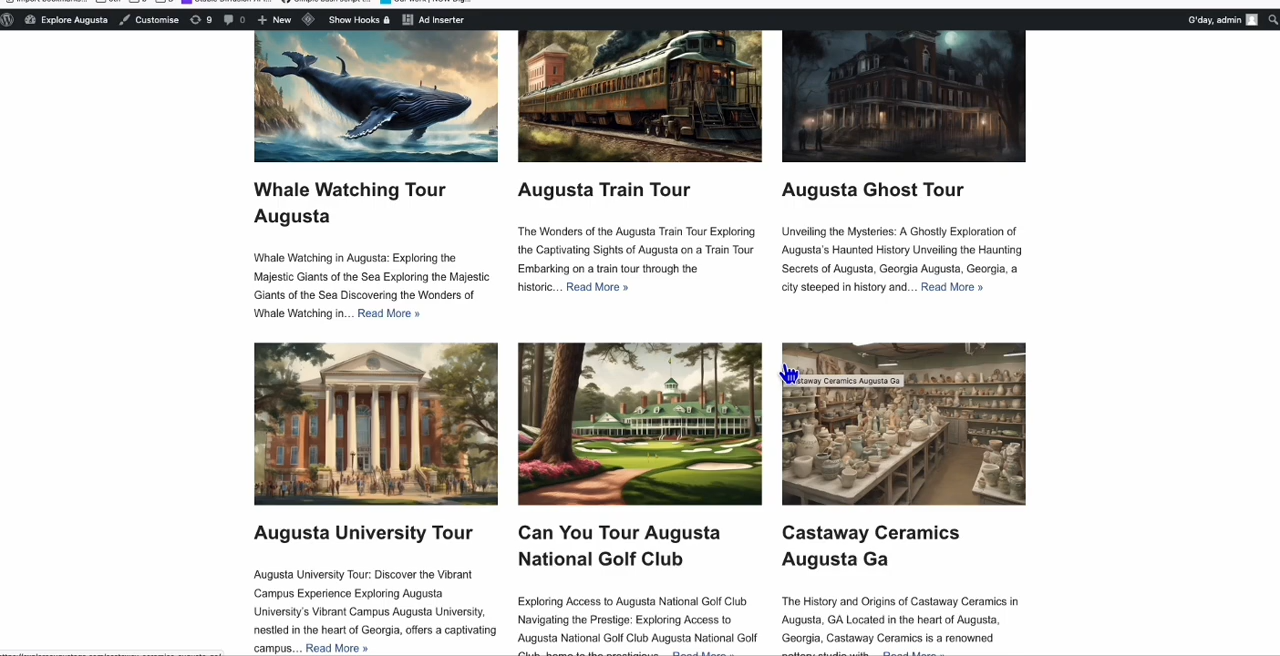 Explore Augusta Customise 9 0 New Show Hooks Ad Inserter G'day, admin
Whale Watching Tour
Augusta
Whale Watching in Augusta: Exploring the
Majestic Giants of the Sea Exploring the Majestic
Giants of the Sea Discovering the Wonders of
Whale Watching in… Read More »
Augusta Train Tour
The Wonders of the Augusta Train Tour Exploring
the Captivating Sights of Augusta on a Train Tour
Embarking on a train tour through the
historic… Read More »
Augusta Ghost Tour
Unveiling the Mysteries: A Ghostly Exploration of
Augusta's Haunted History Unveiling the Haunting
Secrets of Augusta, Georgia Augusta, Georgia, a
city steeped in history and… Read More »
Augusta University Tour
Augusta University Tour: Discover the Vibrant
Campus Experience Exploring Augusta
University's Vibrant Campus Augusta University,
nestled in the heart of Georgia, offers a captivating
campus… Read More »
Can You Tour Augusta
National Golf Club
Exploring Access to Augusta National Golf Club
Navigating the Prestige: Exploring Access to
Augusta National Golf Club Augusta National Golf
Club, home to the prestigious… Read More »
Ceramics Augusta Ga
Castaway Ceramics
Augusta Ga
The History and Origins of Castaway Ceramics in
Augusta, GA Located in the heart of Augusta,
Georgia, Castaway Ceramics is a renowned
pottery studio with… Read More »